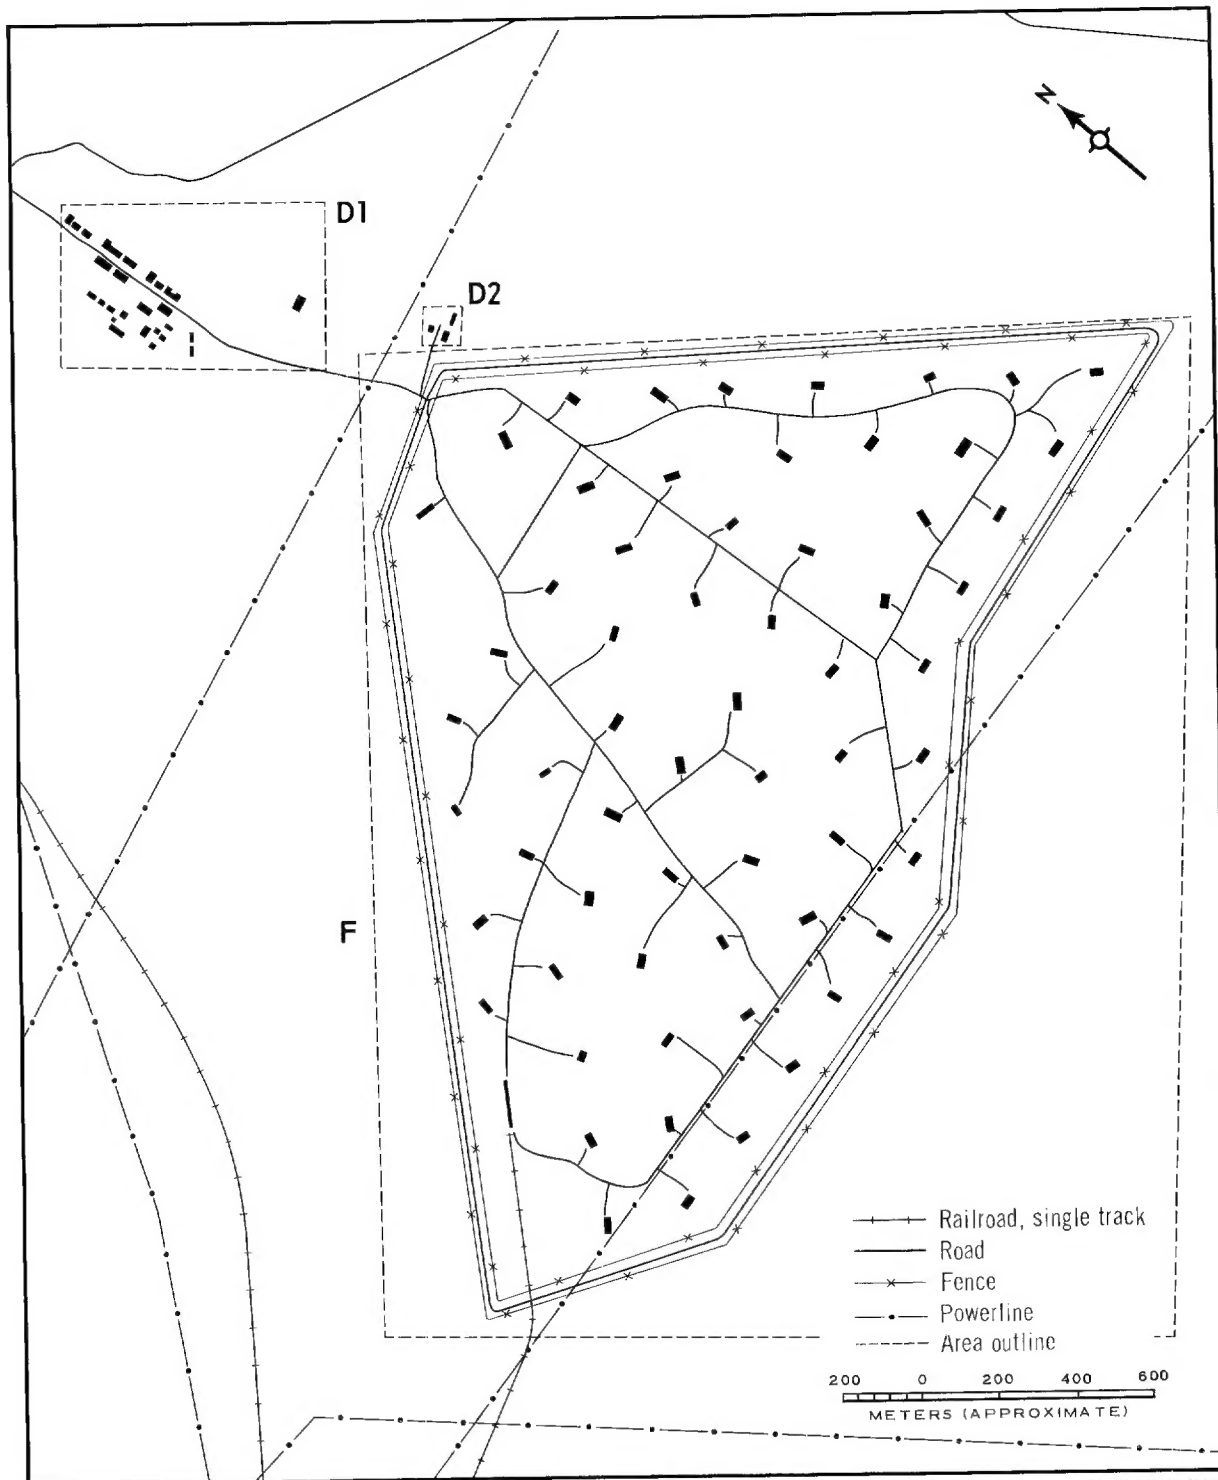 N
D1
D2
F
Railroad, single track
Road
Fence
Powerline
Area outline
200 0 200 400 600
METERS (APPROXIMATE)